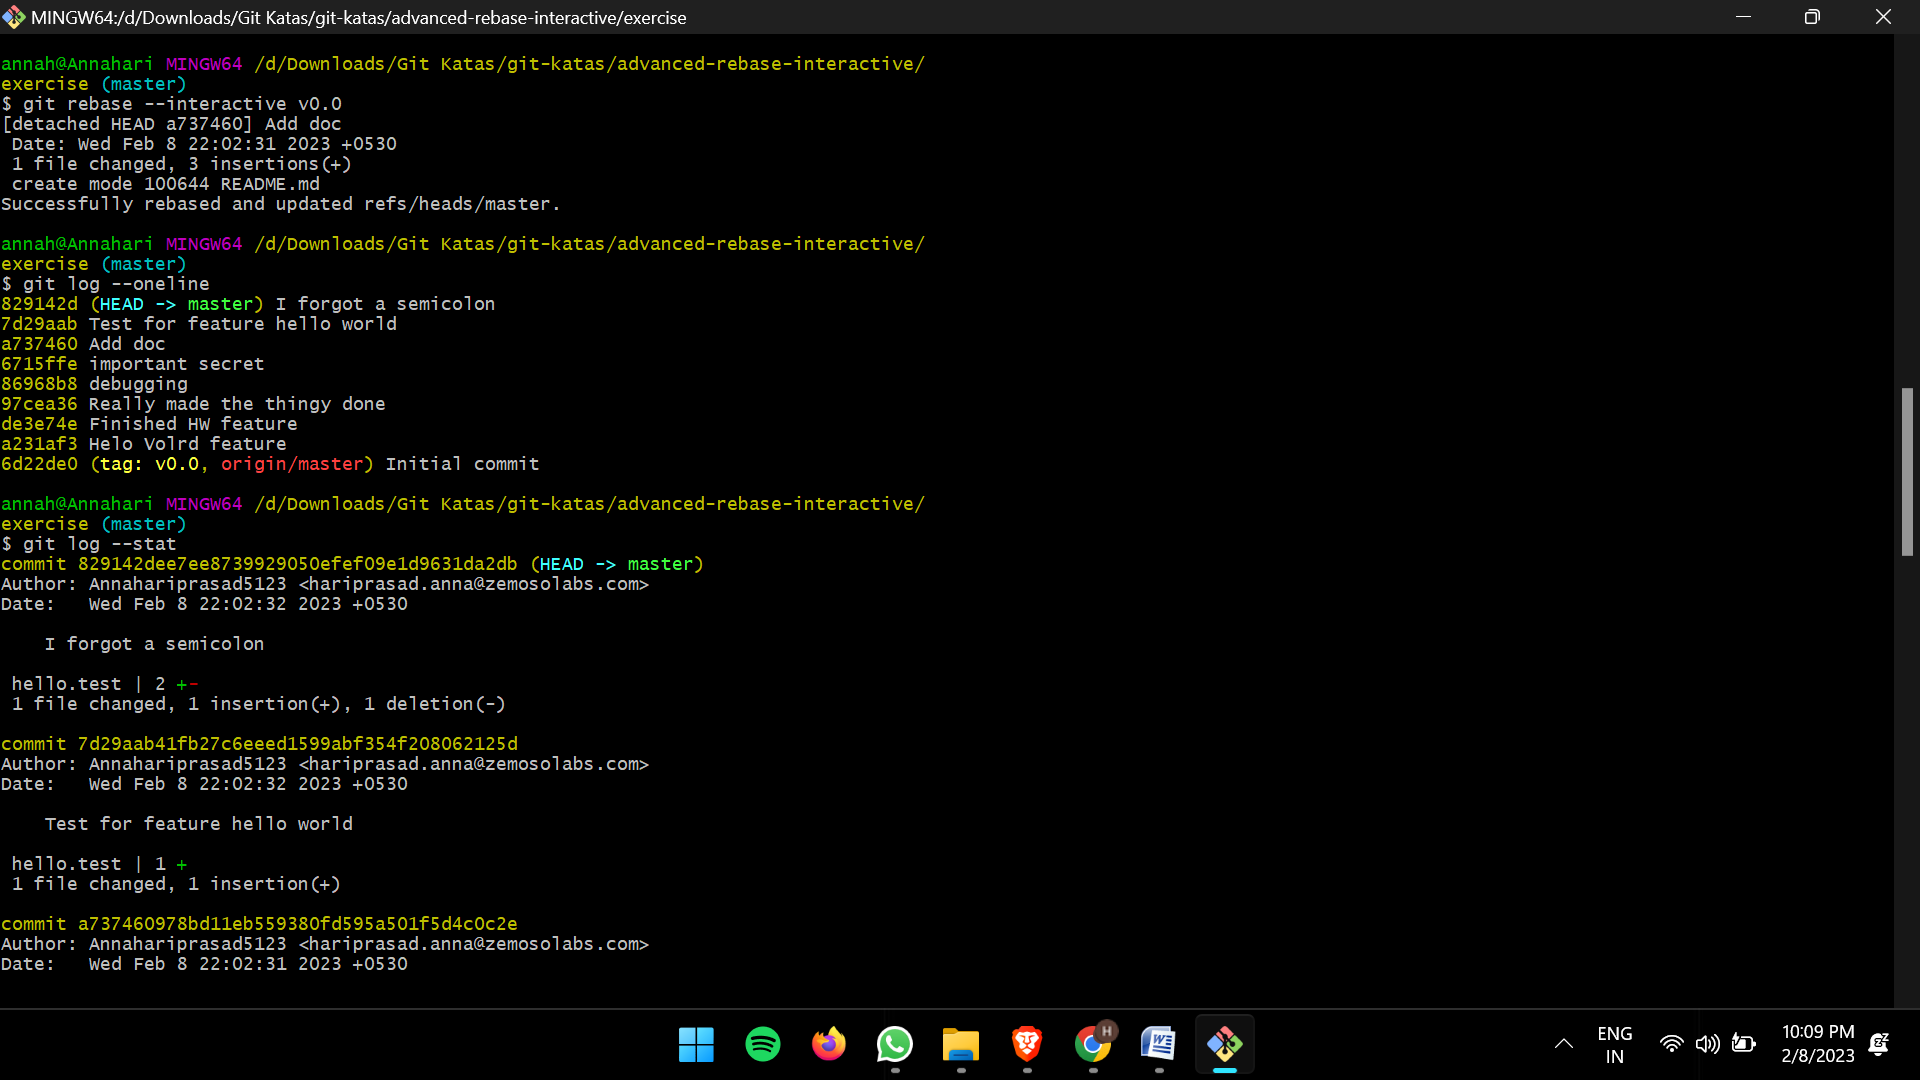 MINGW64:/d/Downloads/Git Katas/git-katas/advanced-rebase-interactive/exercise
annah@Annahari MINGW64 /d/Downloads/Git Katas/git-katas/advanced-rebase-interactive/
exercise (master)
$ git rebase --interactive v0.0
[detached HEAD a737460] Add doc
 Date: Wed Feb 8 22:02:31 2023 +0530
 1 file changed, 3 insertions(+)
 create mode 100644 README.md
Successfully rebased and updated refs/heads/master.
annah@Annahari MINGW64 /d/Downloads/Git Katas/git-katas/advanced-rebase-interactive/
exercise (master)
$ git log --oneline
829142d (HEAD -> master) I forgot a semicolon
7d29aab Test for feature hello world
a737460 Add doc
6715ffe important secret
86968b8 debugging
97cea36 Really made the thingy done
de3e74e Finished HW feature
a231af3 Helo Volrd feature
6d22de0 (tag: v0.0, origin/master) Initial commit
annah@Annahari MINGW64 /d/Downloads/Git Katas/git-katas/advanced-rebase-interactive/
exercise (master)
$ git log --stat
commit 829142dee7ee8739929050efef09e1d9631da2db (HEAD -> master)
Author: Annahariprasad5123 <hariprasad.anna@zemosolabs.com>
Date:   Wed Feb 8 22:02:32 2023 +0530
    I forgot a semicolon
 hello.test | 2 +-
 1 file changed, 1 insertion(+), 1 deletion(-)
commit 7d29aab41fb27c6eeed1599abf354f208062125d
Author: Annahariprasad5123 <hariprasad.anna@zemosolabs.com>
Date:   Wed Feb 8 22:02:32 2023 +0530
    Test for feature hello world
 hello.test | 1 +
 1 file changed, 1 insertion(+)
commit a737460978bd11eb559380fd595a501f5d4c0c2e
Author: Annahariprasad5123 <hariprasad.anna@zemosolabs.com>
Date:   Wed Feb 8 22:02:31 2023 +0530
H
W
ENG
IN
10:09 PM
2/8/2023